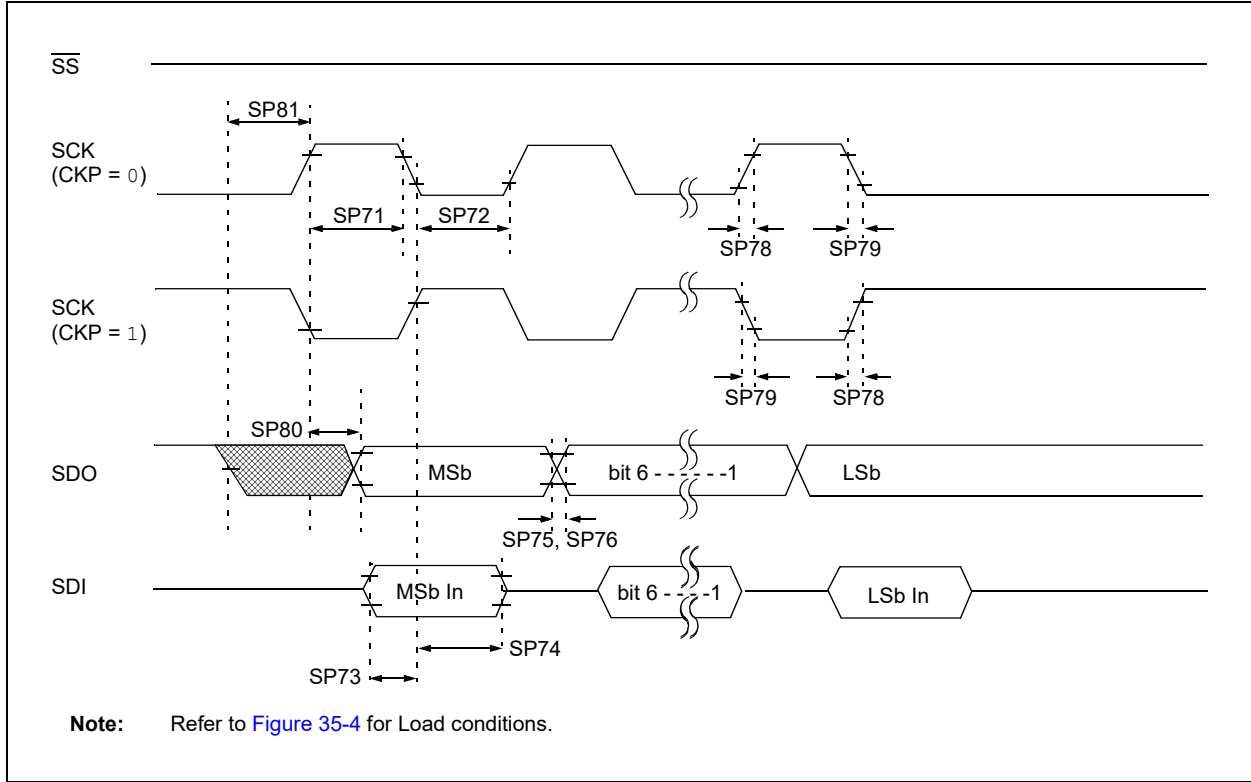 SS
SP81
SCK
(CKP = 0)
SP71
SP72
SP78
SP79
SCK
(CKP = 1)
SP79
SP78
SP80
SDO
MSb
bit 6 - - - - - - -1
LSb
SP75, SP76
SDI
MSb In
bit 6 - - - - -1
LSb In
SP74
SP73
Note: Refer to Figure 35-4 for Load conditions.